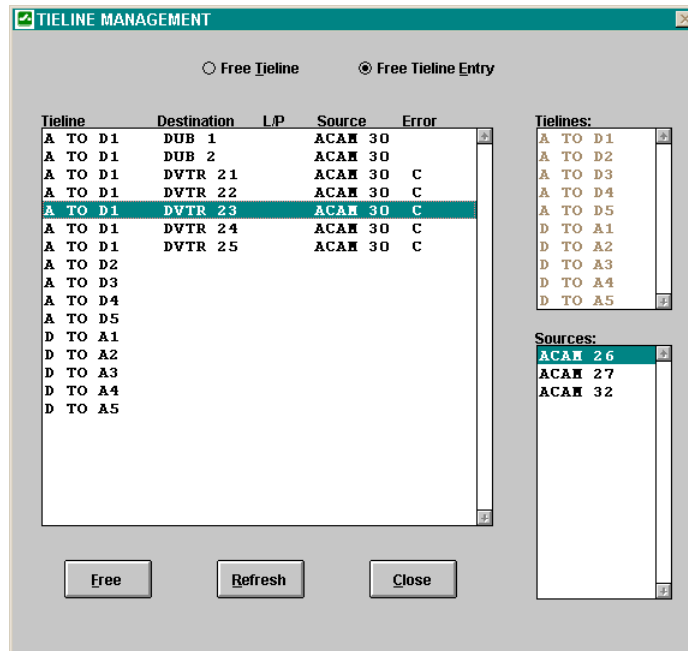 TIELINE MANAGEMENT
Free Tieline Free Tieline Entry
Tieline Destination L/P Source Error
A TO D1 DUB 1 ACAM 30
A TO D1 DUB 2 ACAM 30
A TO D1 DVTR 21 ACAM 30 C
A TO D1 DVTR 22 ACAM 30 C
A TO D1 DVTR 23 ACAM 30 C
A TO D1 DVTR 24 ACAM 30 C
A TO D1 DVTR 25 ACAM 30 C
A TO D2
A TO D3
A TO D4
A TO D5
D TO A1
D TO A2
D TO A3
D TO A4
D TO A5
Tielines:
A TO D1
A TO D2
A TO D3
A TO D4
A TO D5
D TO A1
D TO A2
D TO A3
D TO A4
D TO A5
Sources:
ACAM 26
ACAM 27
ACAM 32
Free Refresh Close